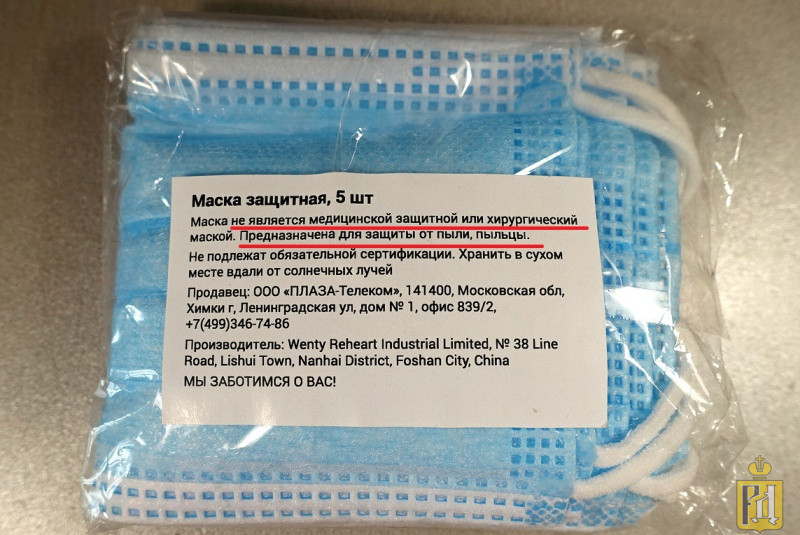 Маска защитная, 5 шт
Маска не является медицинской защитной или хирургический
маской. Предназначена для защиты от пыли, пыльцы.
Не подлежат обязательной сертификации. Хранить в сухом
месте вдали от солнечных лучей
Продавец: ООО «ПЛАЗА-Телеком», 141400, Московская обл,
Химки г, Ленинградская ул, дом № 1, офис 839/2,
+7(499)346-74-86
Производитель: Wenty Reheart Industrial Limited, № 38 Line
Road, Lishui Town, Nanhai District, Foshan City, China
МЫ ЗАБОТИМСЯ О ВАС!
РД